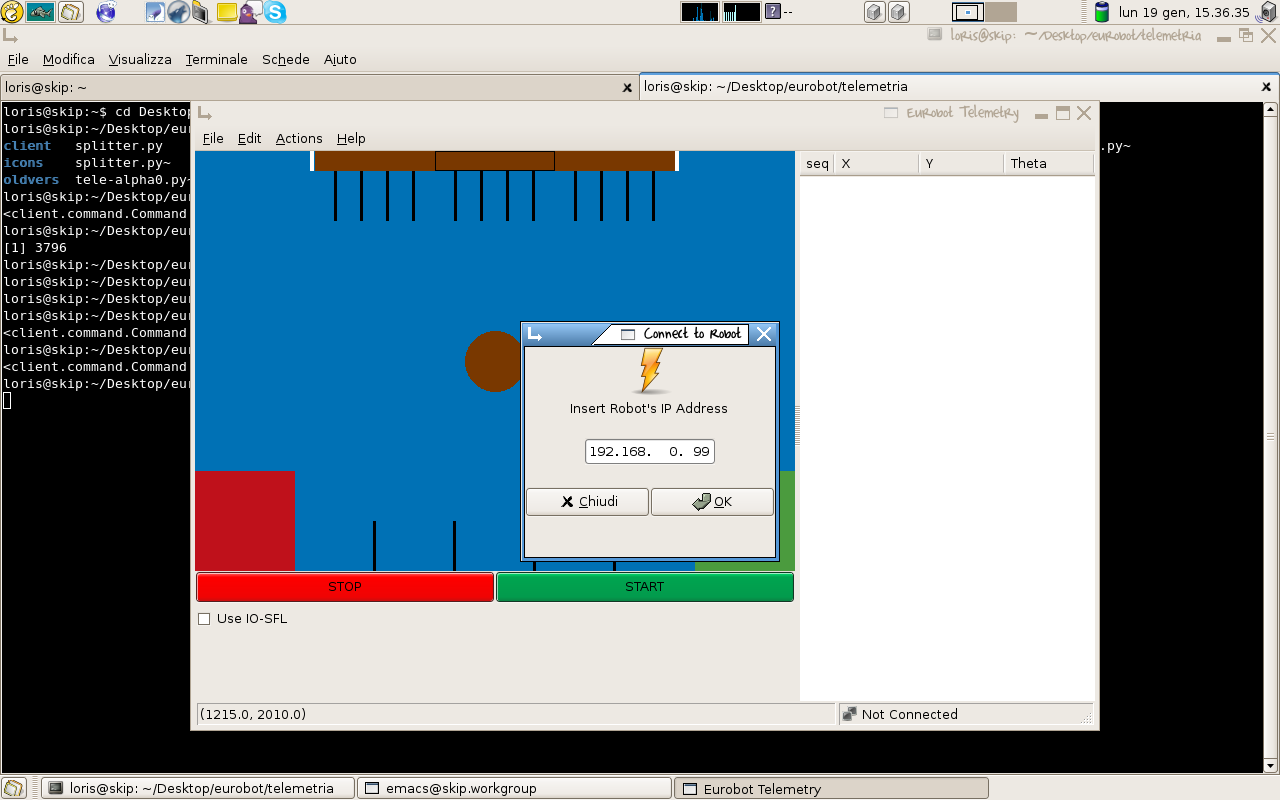 --
lun 19 gen, 15.36.35
loris@skip: ~/Desktop/eurobot/telemetria
File Modifica Visualizza Terminale Schede Aiuto
loris@skip: ~
loris@skip: ~/Desktop/eurobot/telemetria
loris@skip:~$ cd Desktop
loris@skip:~/Desktop/eur
client splitter.py
.py~
icons splitter.py~
oldvers tele-alpha0.py~
loris@skip:~/Desktop/eur
<client.command.Command
loris@skip:~/Desktop/eur
[1] 3796
loris@skip:~/Desktop/eur
loris@skip:~/Desktop/eur
loris@skip:~/Desktop/eur
loris@skip:~/Desktop/eur
<client.command.Command
loris@skip:~/Desktop/eur
<client.command.Command
loris@skip:~/Desktop/eur
Eurobot Telemetry
File Edit Actions Help
seq X Y Theta
Connect to Robot
Insert Robot's IP Address
192.168.  0. 99
Chiudi OK
STOP START
Use IO-SFL
(1215.0, 2010.0)
Not Connected
loris@skip: ~/Desktop/eurobot/telemetria
emacs@skip.workgroup
Eurobot Telemetry